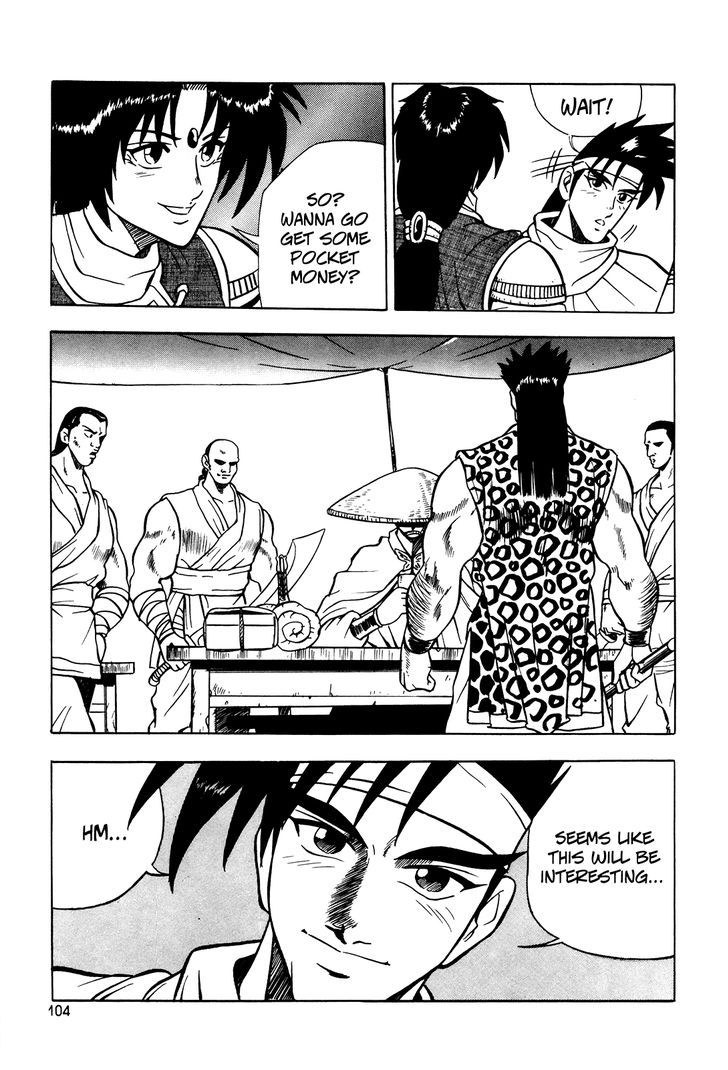 SO?
WANNA GO
GET SOME
POCKET
MONEY?
WAIT!
HM...
SEEMS LIKE
THIS WILL BE
INTERESTING...
104